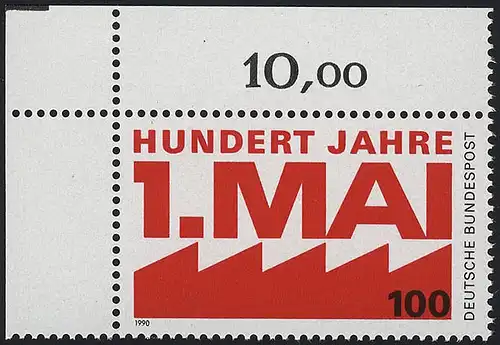 10,00
HUNDERT JAHRE
1.MAI
100
1990
DEUTSCHE BUNDESPOST